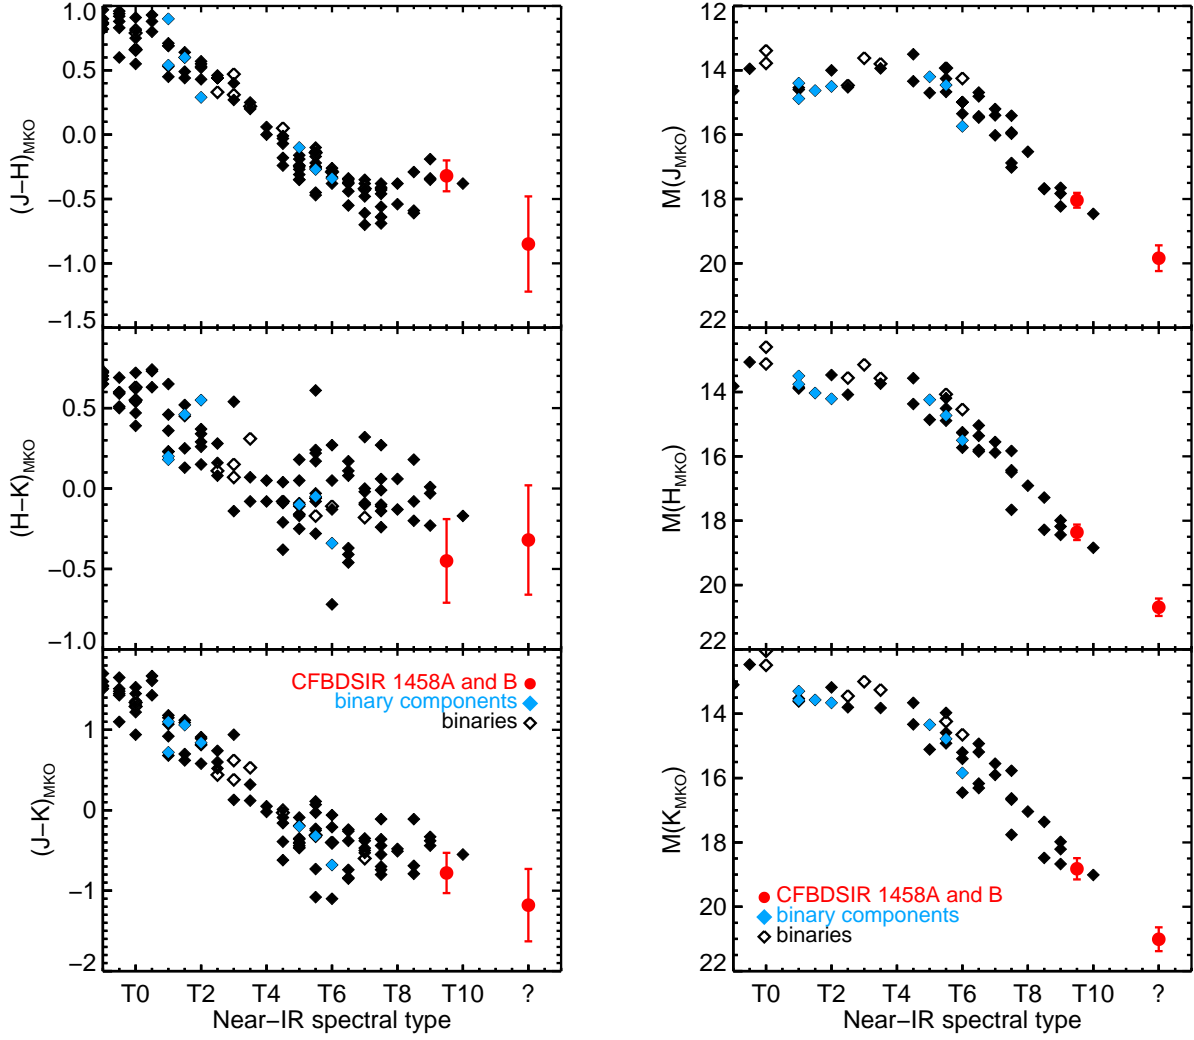 1.0
0.5
0.0
−0.5
−1.0
−1.5
(J−H)MKO
0.5
0.0
−0.5
−1.0
(H−K)MKO
1
0
−1
−2
(J−K)MKO
CFBDSIR 1458A and B
binary components
binaries
T0 T2 T4 T6 T8 T10 ?
Near−IR spectral type
12
14
16
18
20
22
M(JMKO)
14
16
18
20
22
M(HMKO)
14
16
18
20
22
M(KMKO)
CFBDSIR 1458A and B
binary components
binaries
T0 T2 T4 T6 T8 T10 ?
Near−IR spectral type